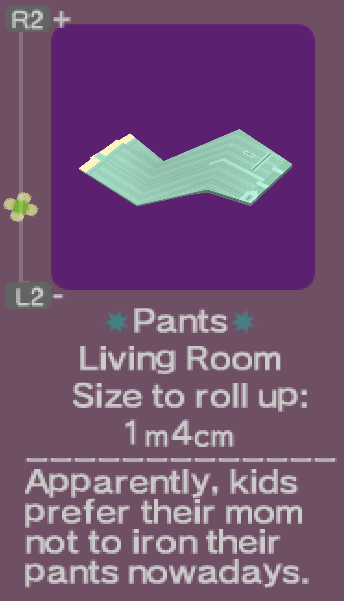 R2 +
L2 -
Pants
Living Room
Size to roll up:
1m4cm
Apparently, kids
prefer their mom
not to iron their
pants nowadays.